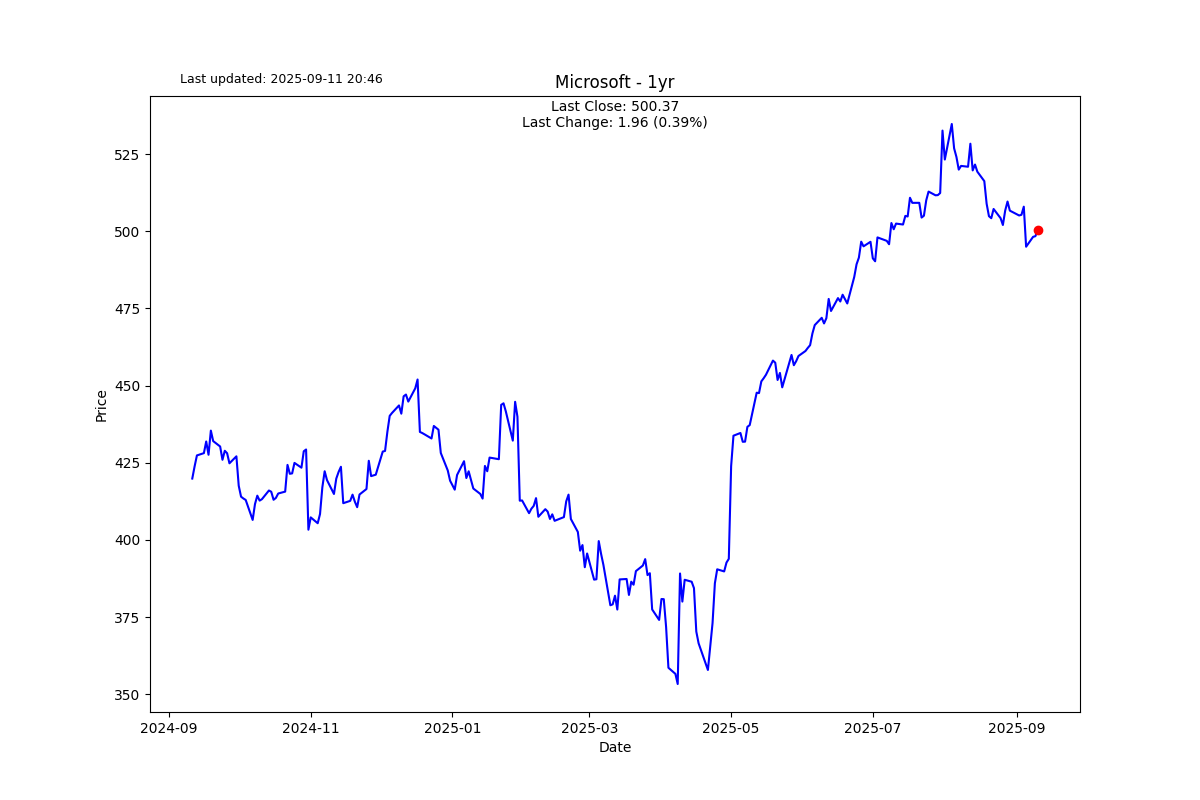 Last updated: 2025-09-11 20:46
Microsoft - 1yr
Last Close: 500.37
Last Change: 1.96 (0.39%)
Price
525
500
475
450
425
400
375
350
2024-09
2024-11
2025-01
2025-03
2025-05
2025-07
2025-09
Date